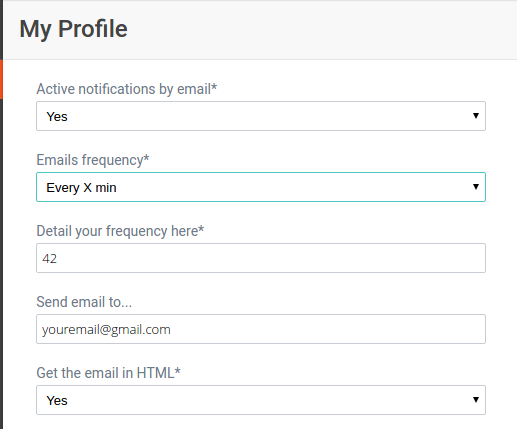 My Profile
Active notifications by email*
Yes
Emails frequency*
Every X min
Detail your frequency here*
42
Send email to...
youremail@gmail.com
Get the email in HTML*
Yes